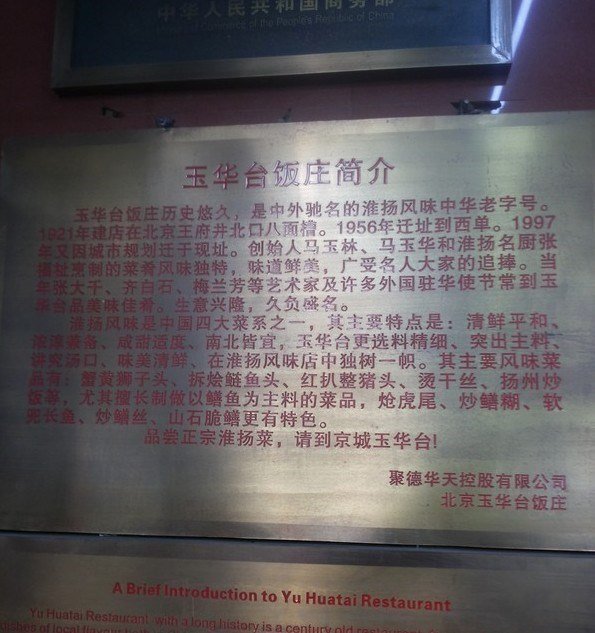 中华人民共和国商务部
of the People's Republic of China
玉华台饭庄简介
玉华台饭庄历史悠久，是中外驰名的淮扬风味中华老字号。
1921年建店在北京王府井北口八面槽。1956年迁址到西单。1997
年又因城市规划迁于现址。创始人马玉林、马玉华和淮扬名厨张
福祉烹制的菜肴风味独特，味道鲜美，广受名人大家的追捧。当
年张大千、齐白石、梅兰芳等艺术家及许多外国驻华使节常到玉
华台品美味佳肴。生意兴隆，久负盛名。
淮扬风味是中国四大菜系之一，其主要特点是：清鲜平和、
浓淳兼备、咸甜适度、南北皆宜，玉华台更选料精细、突出主料、
讲究汤口、味美清鲜、在淮扬风味店中独树一帜。其主要风味菜
品有：蟹黄狮子头、拆烩鲢鱼头、红扒整猪头、烫干丝、扬州炒
饭等，尤其擅长制做以鳝鱼为主料的菜品，炝虎尾、炒鳝糊、软
兜长鱼、炒鳝丝、山石脆鳝更有特色。
品尝正宗淮扬菜，请到京城玉华台！
聚德华天控股有限公司
北京玉华台饭庄
A Brief Introduction to Yu Huatai Restaurant
Yu Huatai Restaurant with a long history is a century old restaurant
dishes of local flavour